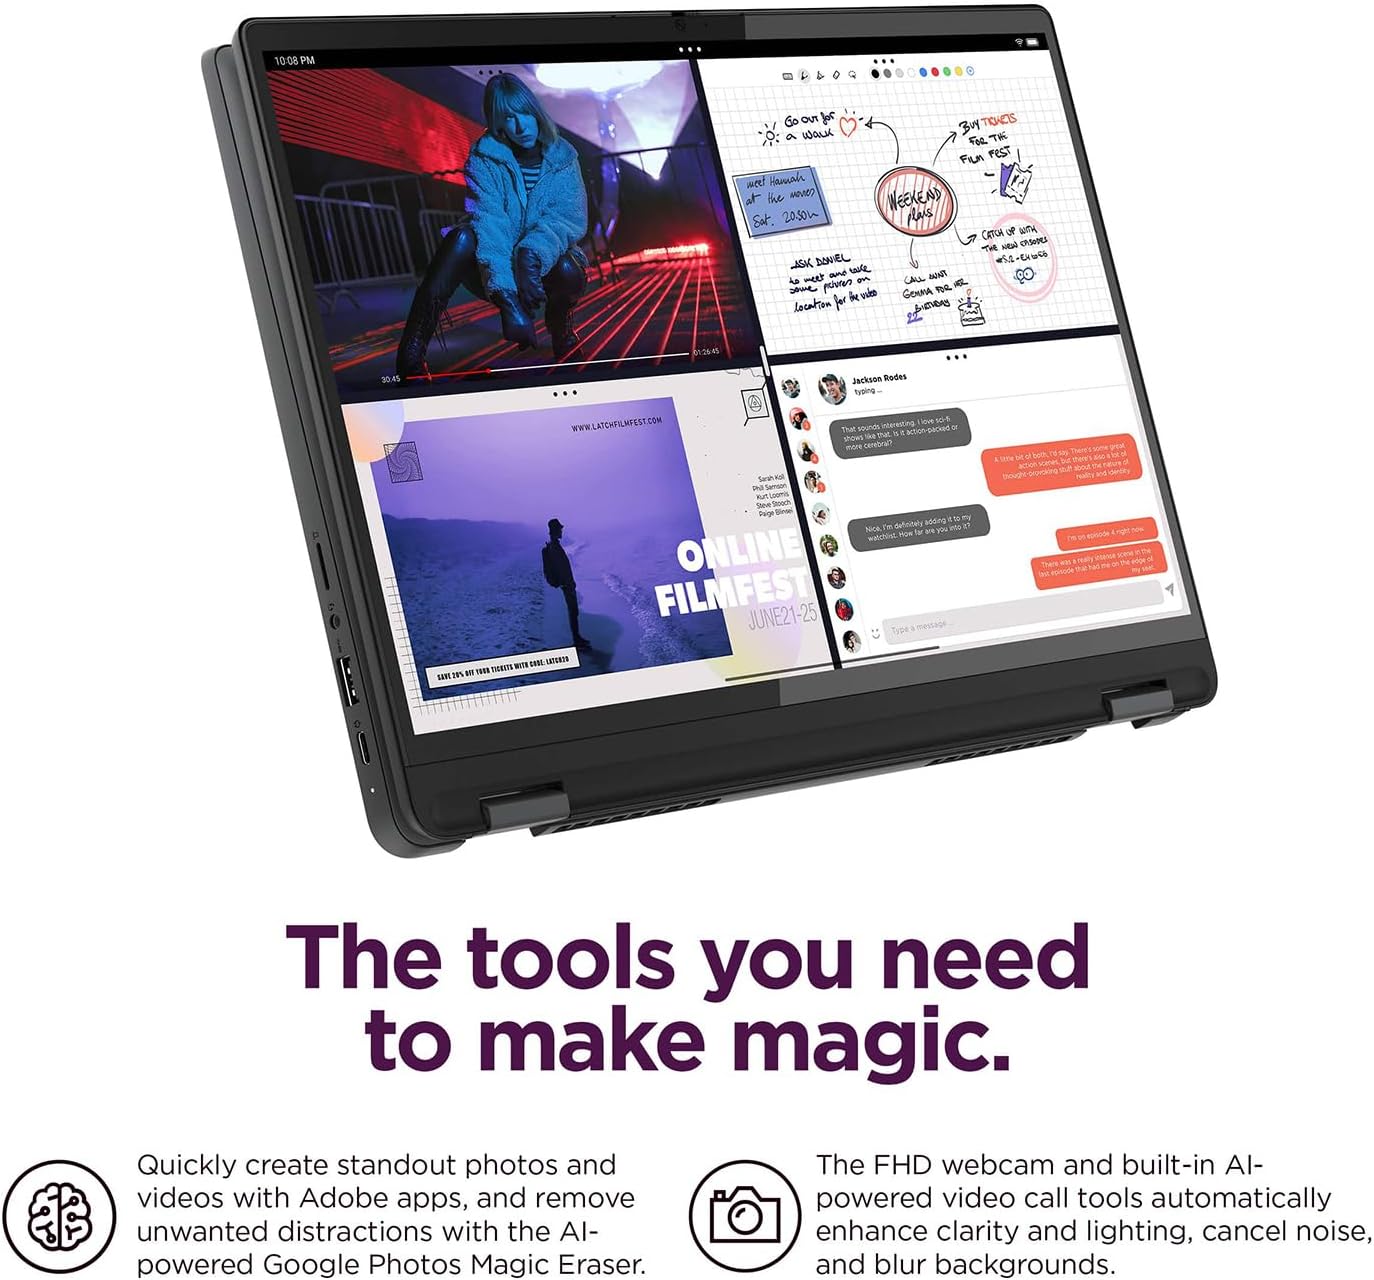 10:08 PM
30:45
01:26:45
Go out for
a walk
BUY TICKETS
FOR THE
FILM FEST
meet Hannah
at the movies
Sat. 20.30h
WEEKEND
plans
CATCH UP WITH
THE NEW EPISODES
ASK DANIEL
to meet and take
some pictures on
location for the video
CALL AUNT
GEMMA FOR HER
BIRTHDAY
WWW.LATCHFILMFEST.COM
Sarah Koll
Phil Samson
Kurt Loomis
Steve Stooch
Paige Blinsei
ONLINE
FILMFEST
JUNE21-25
SAVE 20% OFF YOUR TICKETS WITH CODE: LATCH20
Jackson Rodes
typing ...
That sounds interesting. I love sci-fi
shows like that. Is it action-packed or
more cerebral?
A little bit of both, I'd say. There's some great
action scenes, but there's also a lot of
thought-provoking stuff about the nature of
reality and identity.
Nice, I'm definitely adding it to my
watchlist. How far are you into it?
I'm on episode 4 right now.
There was a really intense scene in the
last episode that had me on the edge of
my seat.
Type a message ...
The tools you need
to make magic.
Quickly create standout photos and
videos with Adobe apps, and remove
unwanted distractions with the AI-
powered Google Photos Magic Eraser.
The FHD webcam and built-in AI-
powered video call tools automatically
enhance clarity and lighting, cancel noise,
and blur backgrounds.